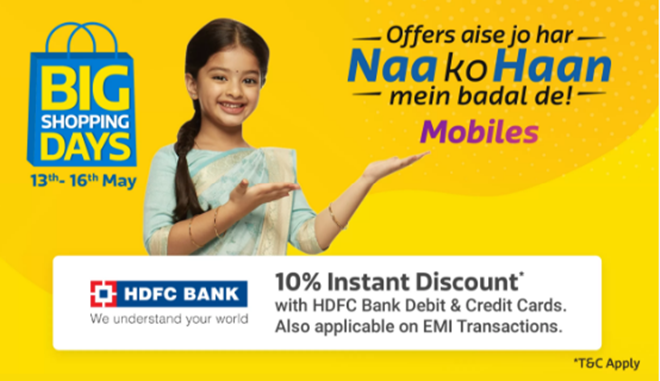 BIG
SHOPPING
DAYS
13th- 16th May
Offers aise jo har
Naa ko Haan
mein badal de!
Mobiles
HDFC BANK
We understand your world
10% Instant Discount*
with HDFC Bank Debit & Credit Cards.
Also applicable on EMI Transactions.
*T&C Apply